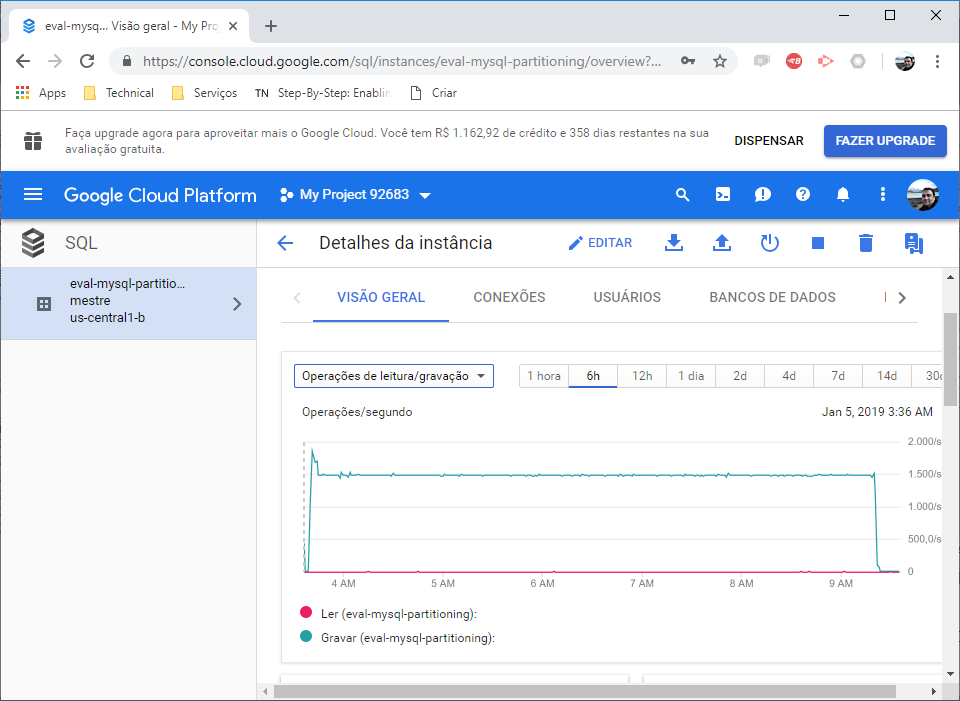 eval-mysq... Visão geral - My Pro
https://console.cloud.google.com/sql/instances/eval-mysql-partitioning/overview?...
Apps Technical Serviços TN Step-By-Step: Enablin Criar
Faça upgrade agora para aproveitar mais o Google Cloud. Você tem R$ 1.162,92 de crédito e 358 dias restantes na sua
avaliação gratuita.
DISPENSAR
FAZER UPGRADE
Google Cloud Platform
My Project 92683
SQL
Detalhes da instância
EDITAR
eval-mysql-partitio...
mestre
us-central1-b
VISÃO GERAL CONEXÕES USUÁRIOS BANCOS DE DADOS
Operações de leitura/gravação
1 hora 6h 12h 1 dia 2d 4d 7d 14d 30d
Operações/segundo
Jan 5, 2019 3:36 AM
2.000/s
1.500/s
1.000/s
500,0/s
0
4 AM 5 AM 6 AM 7 AM 8 AM 9 AM
Ler (eval-mysql-partitioning):
Gravar (eval-mysql-partitioning):